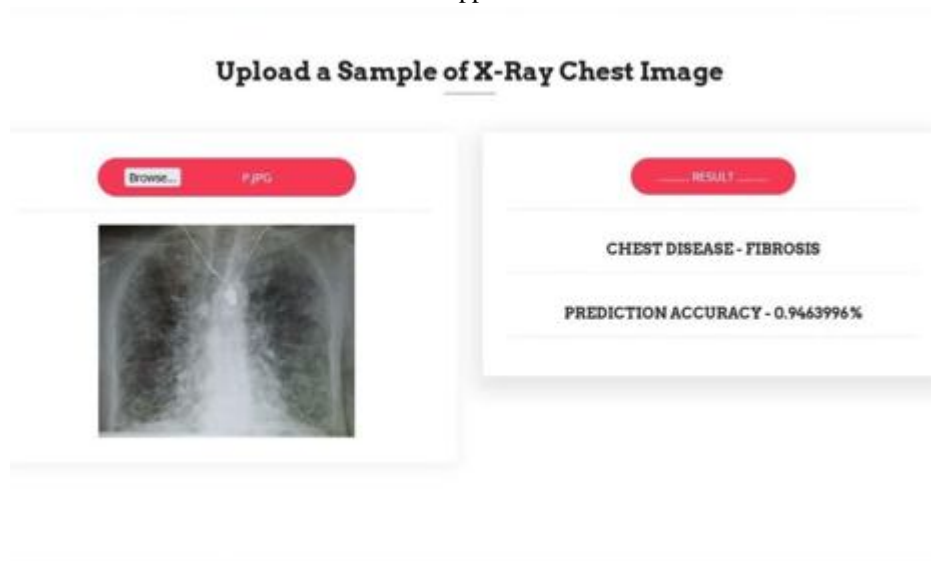 Upload a Sample of X-Ray Chest Image
Browse... P.JPG
.......... RESULT ..........
CHEST DISEASE - FIBROSIS
PREDICTION ACCURACY - 0.9463996%